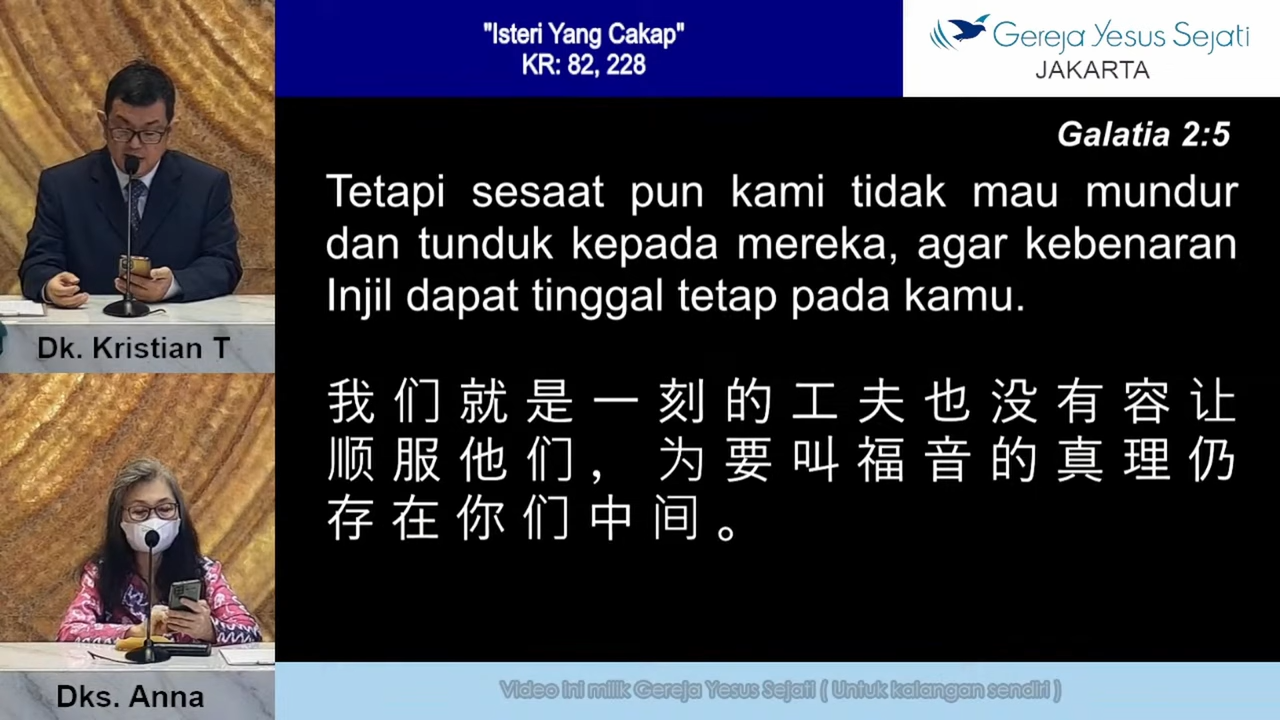 "Isteri Yang Cakap"
KR: 82, 228
Gereja Yesus Sejati
JAKARTA
Galatia 2:5
Tetapi sesaat pun kami tidak mau mundur
dan tunduk kepada mereka, agar kebenaran
Injil dapat tinggal tetap pada kamu.
我们就是一刻的工夫也没有容让
顺服他们，为要叫福音的真理仍
存在你们中间。
Dk. Kristian T
Dks. Anna
Video ini milik Gereja Yesus Sejati ( Untuk kalangan sendiri )